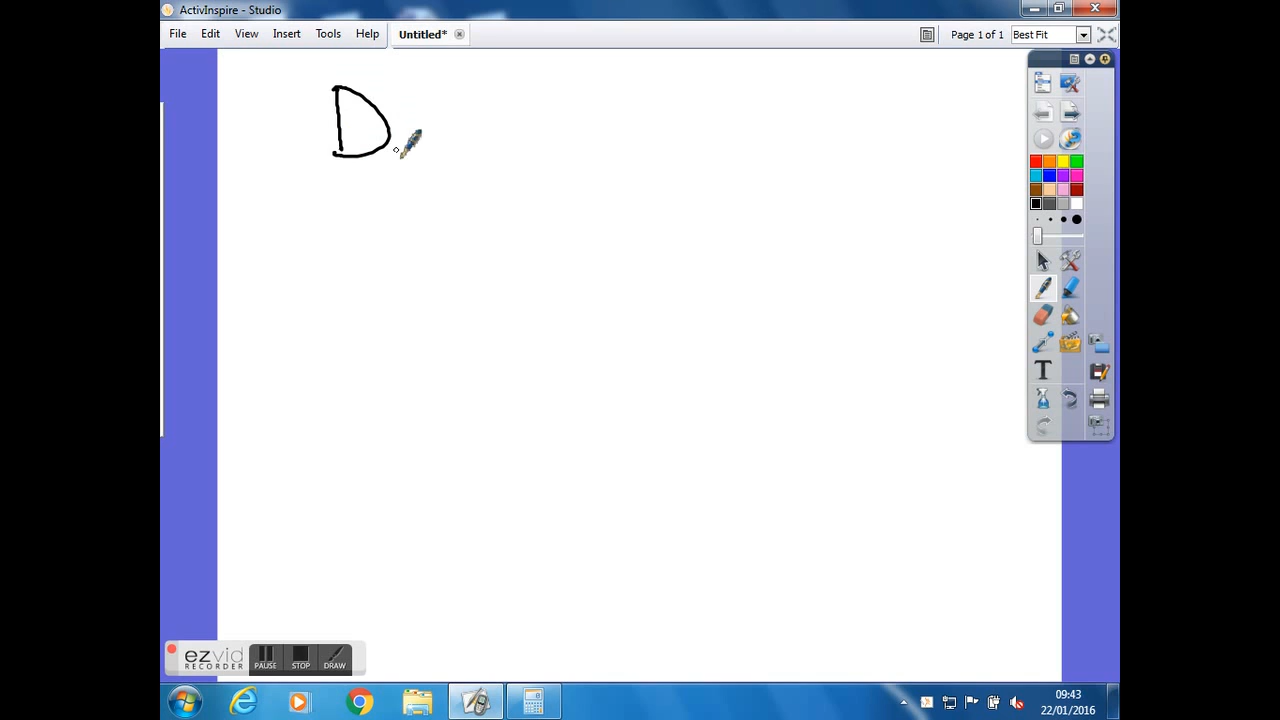 ActivInspire - Studio
File Edit View Insert Tools Help Untitled* Page 1 of 1 Best Fit
D
T
ezvid RECORDER PAUSE STOP DRAW
09:43
22/01/2016